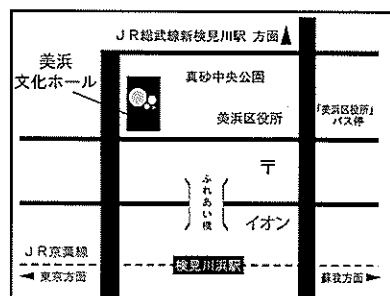 JR総武線新検見川駅 方面
美浜
文化ホール
真砂中央公園
美浜区役所
「美浜区役所」
バス停
〒
ふれあい橋
イオン
JR京葉線
検見川浜駅
東京方面
蘇我方面